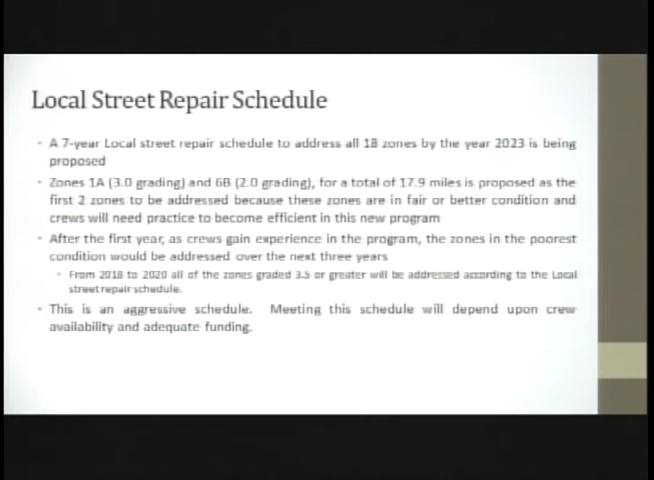 Local Street Repair Schedule
A 7-year Local street repair schedule to address all 18 zones by the year 2023 is being
proposed
Zones 1A (3.0 grading) and 6B (2.0 grading), for a total of 17.9 miles is proposed as the
first 2 zones to be addressed because these zones are in fair or better condition and
crews will need practice to become efficient in this new program
After the first year, as crews gain experience in the program, the zones in the poorest
condition would be addressed over the next three years
From 2018 to 2020 all of the zones graded 3.5 or greater will be addressed according to the Local
street repair schedule.
This is an aggressive schedule. Meeting this schedule will depend upon crew
availability and adequate funding.